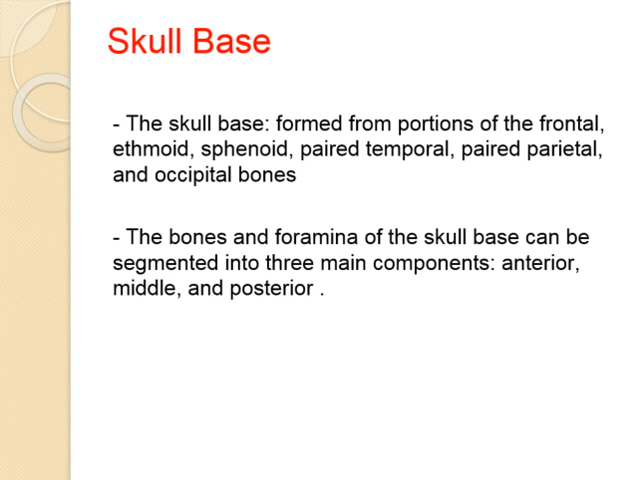 Skull Base
- The skull base: formed from portions of the frontal,
ethmoid, sphenoid, paired temporal, paired parietal,
and occipital bones
- The bones and foramina of the skull base can be
segmented into three main components: anterior,
middle, and posterior .